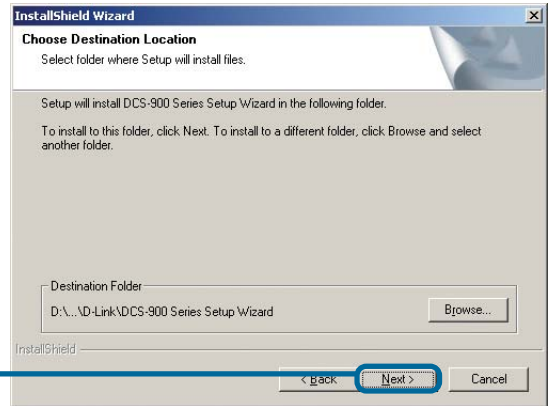 InstallShield Wizard
Choose Destination Location
Select folder where Setup will install files.
Setup will install DCS-900 Series Setup Wizard in the following folder.
To install to this folder, click Next. To install to a different folder, click Browse and select
another folder.
Destination Folder
D:\...\D-Link\DCS-900 Series Setup Wizard
Browse...
InstallShield
< Back
Next >
Cancel